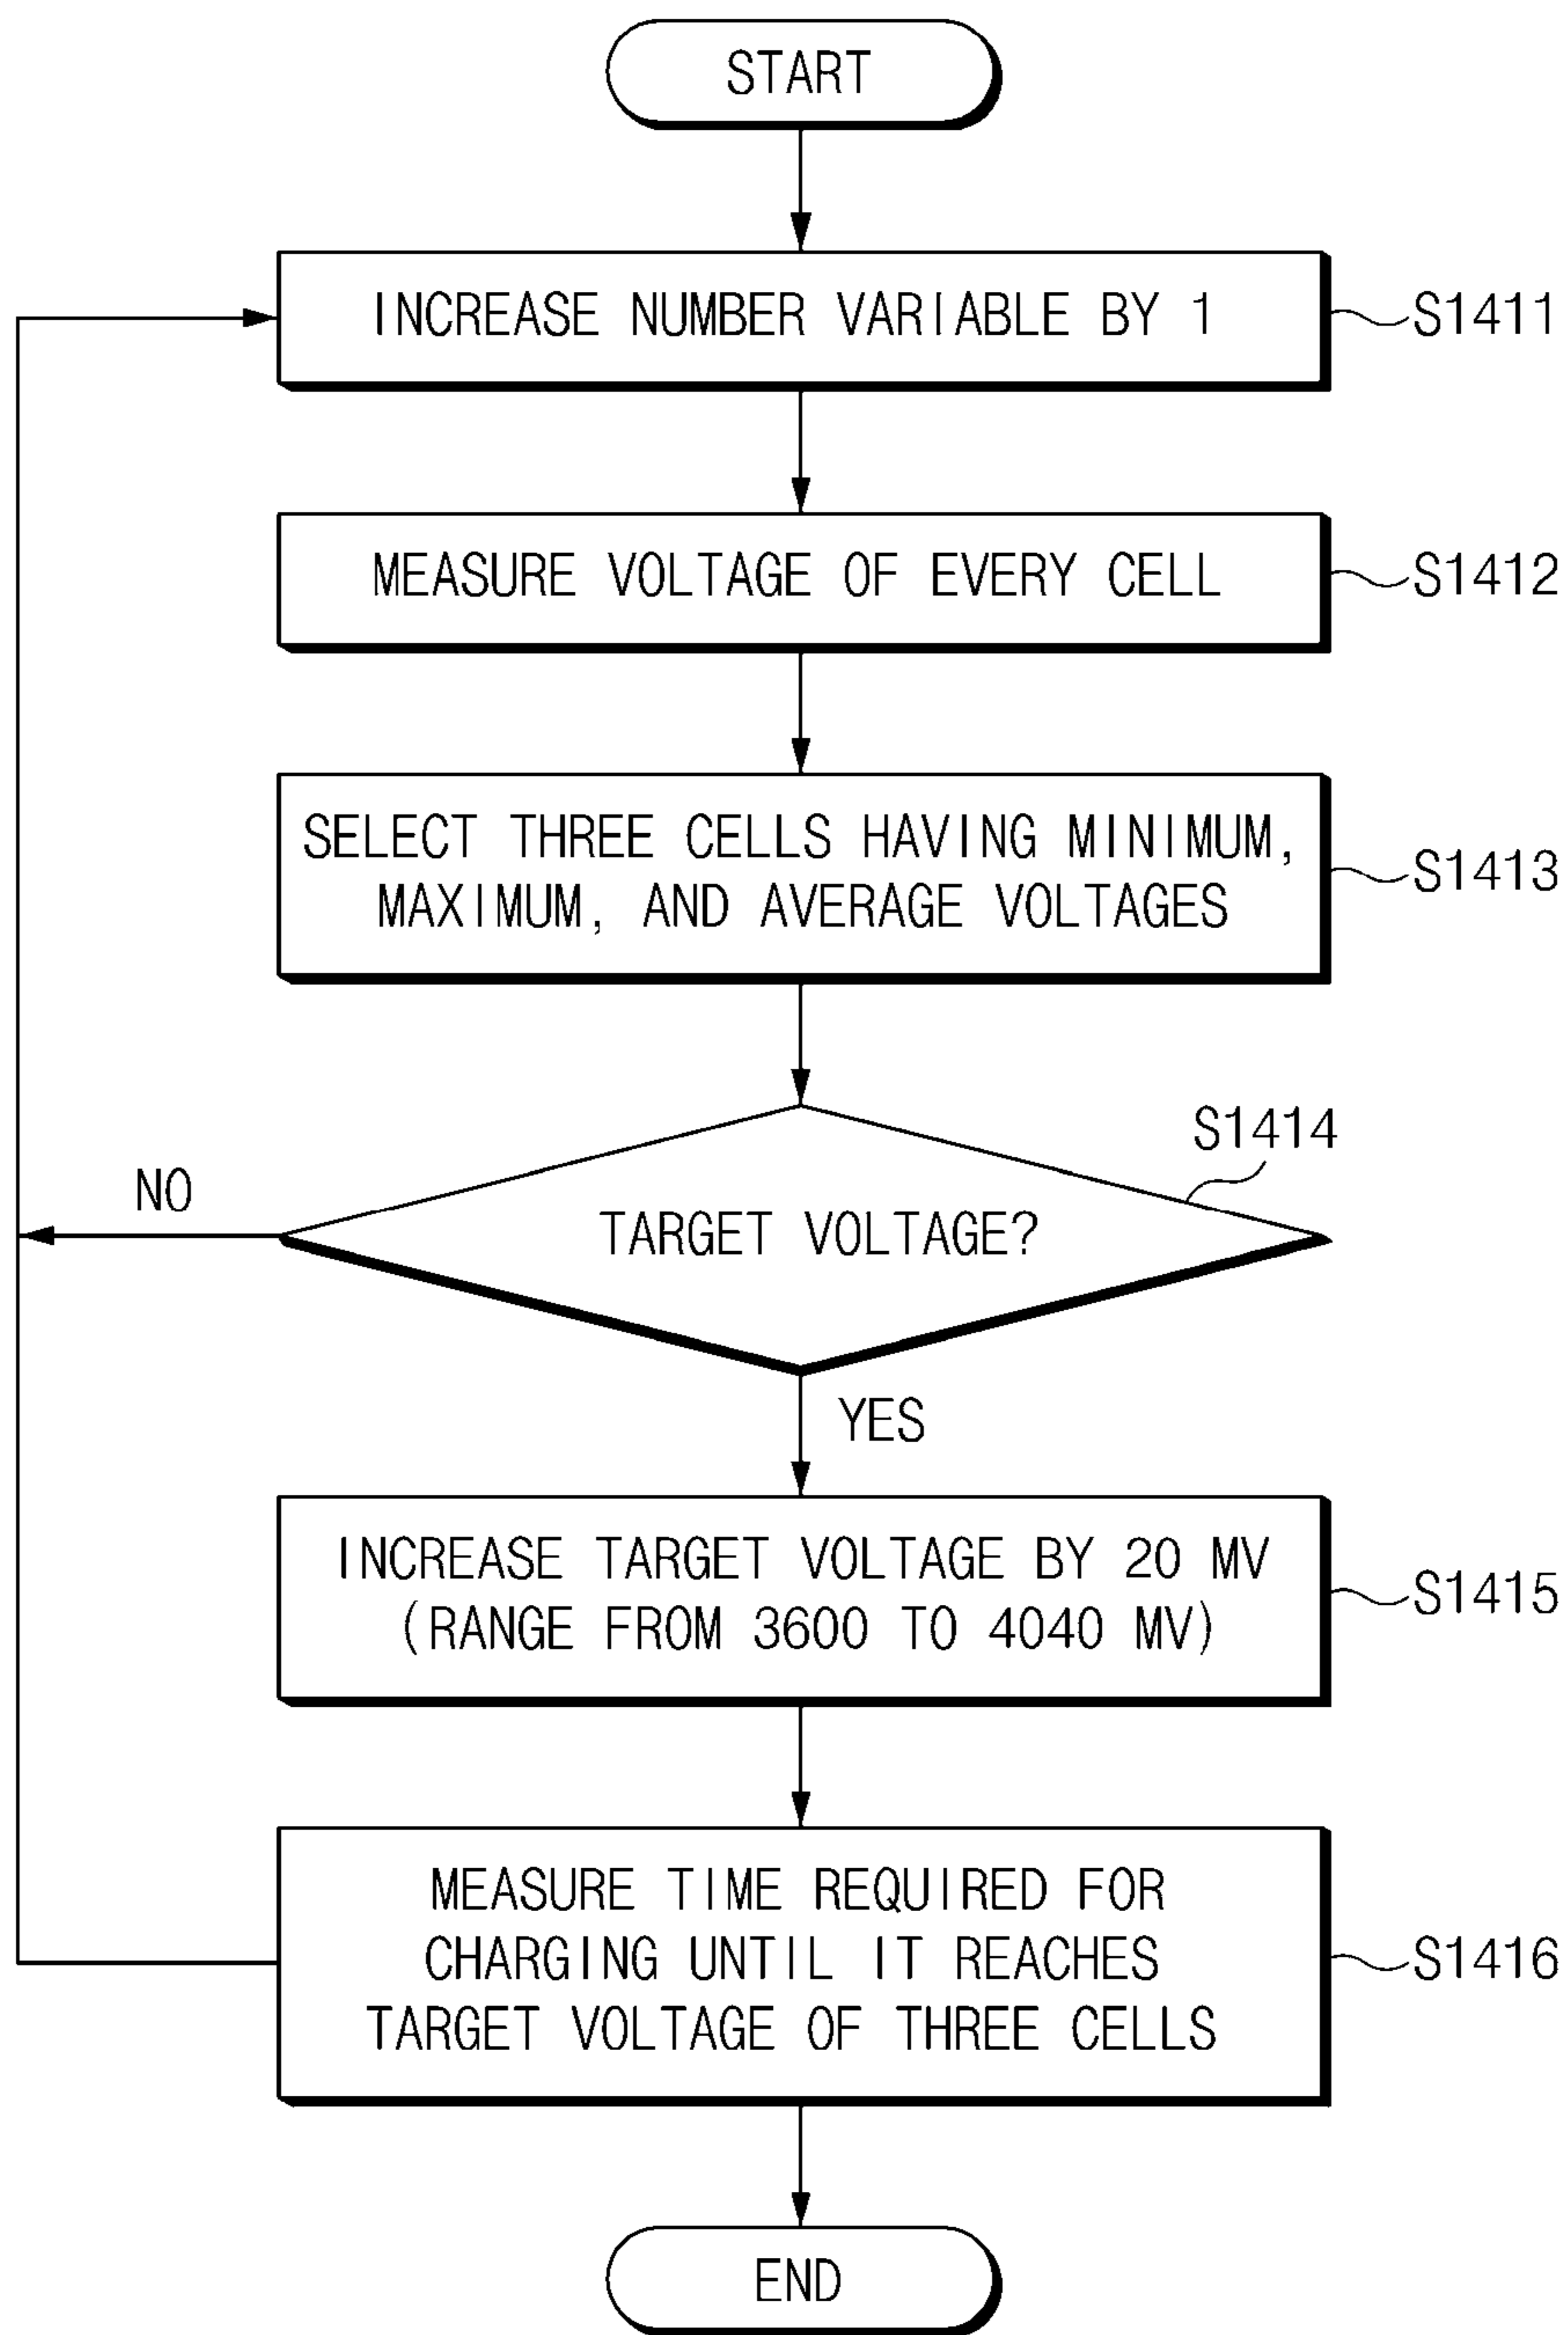 START
INCREASE NUMBER VARIABLE BY 1
S1411
MEASURE VOLTAGE OF EVERY CELL
S1412
SELECT THREE CELLS HAVING MINIMUM,
MAXIMUM, AND AVERAGE VOLTAGES
S1413
S1414
NO
TARGET VOLTAGE?
YES
INCREASE TARGET VOLTAGE BY 20 MV
(RANGE FROM 3600 TO 4040 MV)
S1415
MEASURE TIME REQUIRED FOR
CHARGING UNTIL IT REACHES
TARGET VOLTAGE OF THREE CELLS
S1416
END